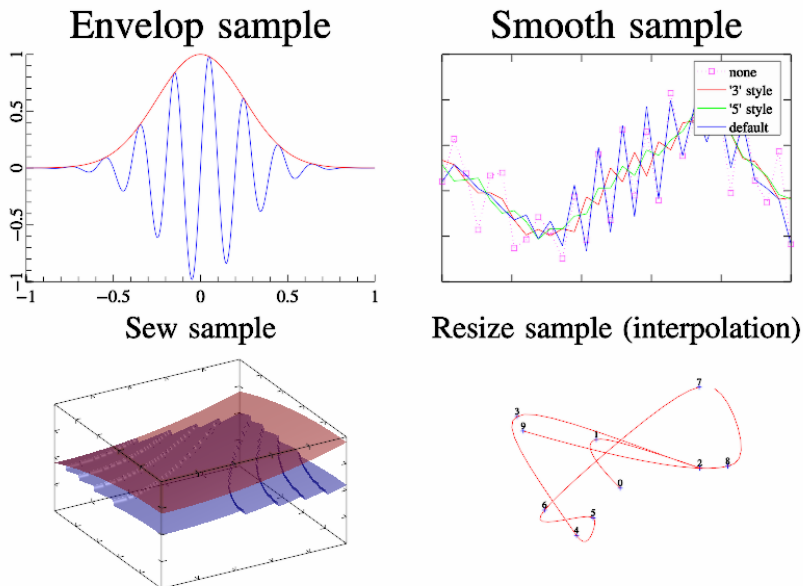 Envelop sample
Smooth sample
1
0.5
0
−0.5
−1
−1
−0.5
0
0.5
1
none
'3' style
'5' style
default
Sew sample
Resize sample (interpolation)
7
3
9
1
2
8
0
6
5
4